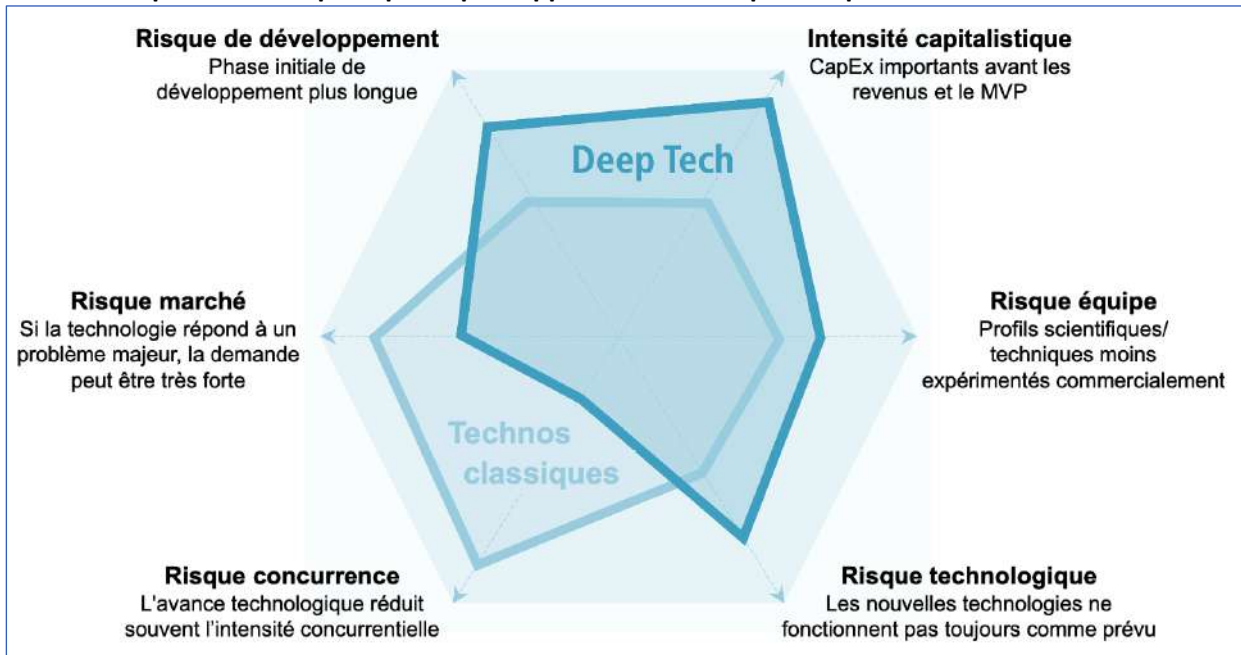 Risque de développement
Phase initiale de
développement plus longue
Intensité capitalistique
CapEx importants avant les
revenus et le MVP
Deep Tech
Risque marché
Si la technologie répond à un
problème majeur, la demande
peut être très forte
Risque équipe
Profils scientifiques/
techniques moins
expérimentés commercialement
Technos
classiques
Risque concurrence
L'avance technologique réduit
souvent l'intensité concurrentielle
Risque technologique
Les nouvelles technologies ne
fonctionnent pas toujours comme prévu